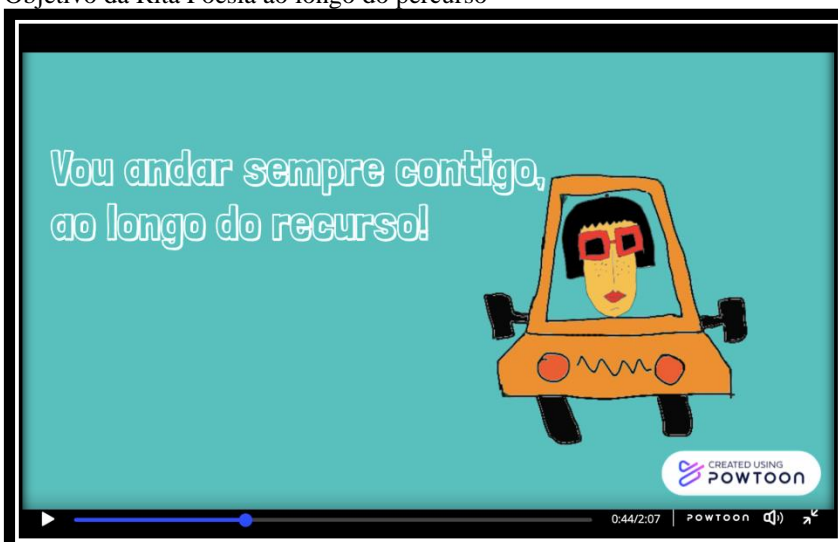 Objetivo da Rita Poesia ao longo do percurso
Vou andar sempre contigo,
ao longo do recurso!
CREATED USING
POWTOON
0:44/2:07 POWTOON